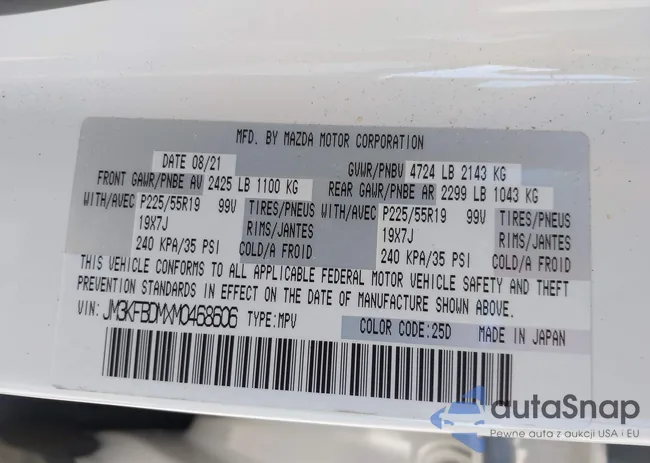 MFD. BY MAZDA MOTOR CORPORATION
DATE 08/21 GVWR/PNBV 4724 LB 2143 KG
FRONT GAWR/PNBE AV 2425 LB 1100 KG REAR GAWR/PNBE AR 2299 LB 1043 KG
WITH/AVEC P225/55R19 99V TIRES/PNEUS WITH/AVEC P225/55R19 99V TIRES/PNEUS
19X7J RIMS/JANTES 19X7J RIMS/JANTES
240 KPA/35 PSI COLD/A FROID 240 KPA/35 PSI COLD/A FROID
THIS VEHICLE CONFORMS TO ALL APPLICABLE FEDERAL MOTOR VEHICLE SAFETY AND THEFT
PREVENTION STANDARDS IN EFFECT ON THE DATE OF MANUFACTURE SHOWN ABOVE.
VIN: JM3KFBDMXM0468606 TYPE:MPV COLOR CODE:25D MADE IN JAPAN
autaSnap
Pewne auta z aukcji USA i EU